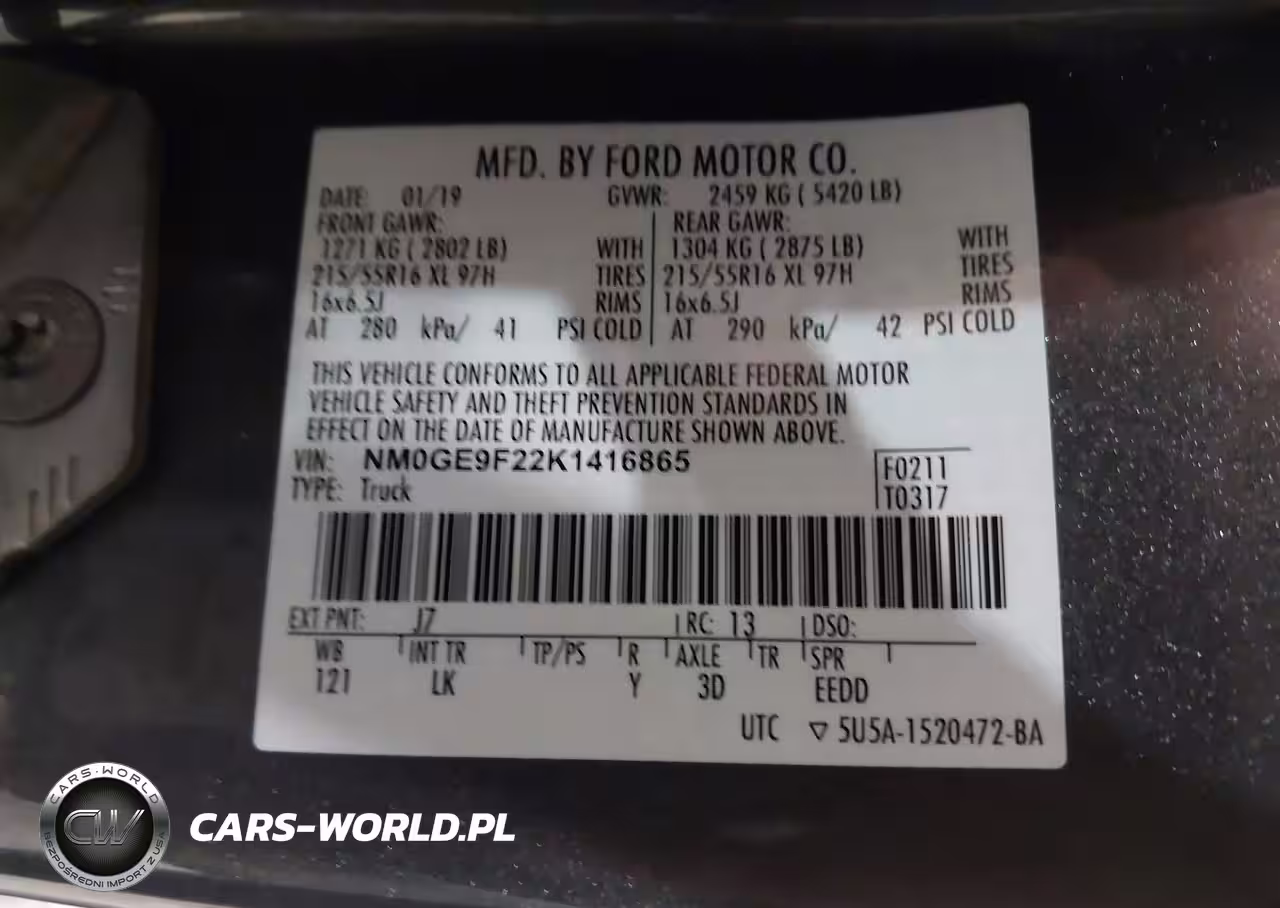 MFD. BY FORD MOTOR CO.
DATE: 01/19 GVWR: 2459 KG ( 5420 LB)
FRONT GAWR: REAR GAWR:
1271 KG ( 2802 LB) WITH 1304 KG ( 2875 LB) WITH
215/55R16 XL 97H TIRES 215/55R16 XL 97H TIRES
16x6.5J RIMS 16x6.5J RIMS
AT 280 kPa/ 41 PSI COLD AT 290 kPa/ 42 PSI COLD
THIS VEHICLE CONFORMS TO ALL APPLICABLE FEDERAL MOTOR
VEHICLE SAFETY AND THEFT PREVENTION STANDARDS IN
EFFECT ON THE DATE OF MANUFACTURE SHOWN ABOVE.
VIN: NM0GE9F22K1416865 F0211
TYPE: Truck T0317
EXT PNT: J7 RC: 13 DSO:
WB INT TR TP/PS R AXLE TR SPR
121 LK Y 3D EEDD
UTC ▽ 5U5A-1520472-BA
CARS-WORLD
CW
BEZPOŚREDNI IMPORT Z USA
CARS-WORLD.PL